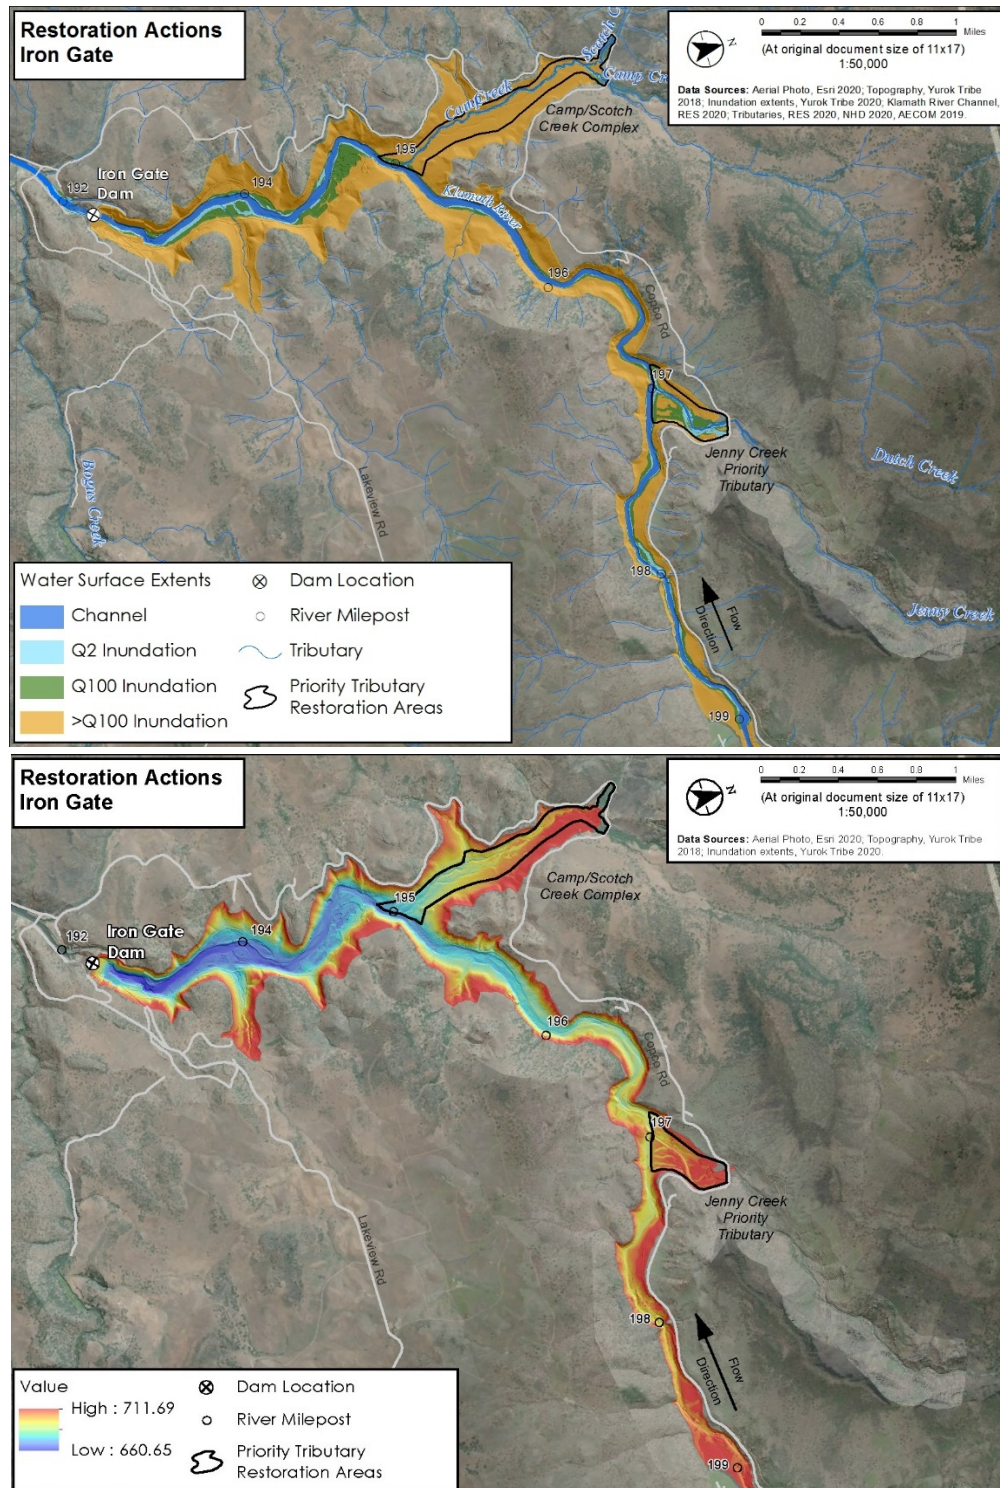 Restoration Actions
Iron Gate
0 0.2 0.4 0.6 0.8 1
Miles
N
(At original document size of 11x17)
1:50,000
Data Sources: Aerial Photo, Esri 2020; Topography, Yurok Tribe
2018; Inundation extents, Yurok Tribe 2020; Klamath River Channel,
RES 2020; Tributaries, RES 2020, NHD 2020, AECOM 2019.
Scotch
Camp Cr
Camp Creek
Camp/Scotch
Creek Complex
195
192
Iron Gate
Dam
194
Klamath River
196
Copco Rd
197
Jenny Creek
Priority
Tributary
Dutch Creek
Lakeview Rd
Bogus Creek
198
Flow
Direction
Jenny Creek
199
Water Surface Extents
Channel
Q2 Inundation
Q100 Inundation
>Q100 Inundation
Dam Location
River Milepost
Tributary
Priority Tributary
Restoration Areas
Restoration Actions
Iron Gate
0 0.2 0.4 0.6 0.8 1
Miles
N
(At original document size of 11x17)
1:50,000
Data Sources: Aerial Photo, Esri 2020; Topography, Yurok Tribe
2018; Inundation extents, Yurok Tribe 2020.
Camp/Scotch
Creek Complex
195
192
Iron Gate
Dam
194
196
Copco Rd
197
Jenny Creek
Priority
Tributary
Lakeview Rd
198
Flow
Direction
199
Value
High : 711.69
Low : 660.65
Dam Location
River Milepost
Priority Tributary
Restoration Areas